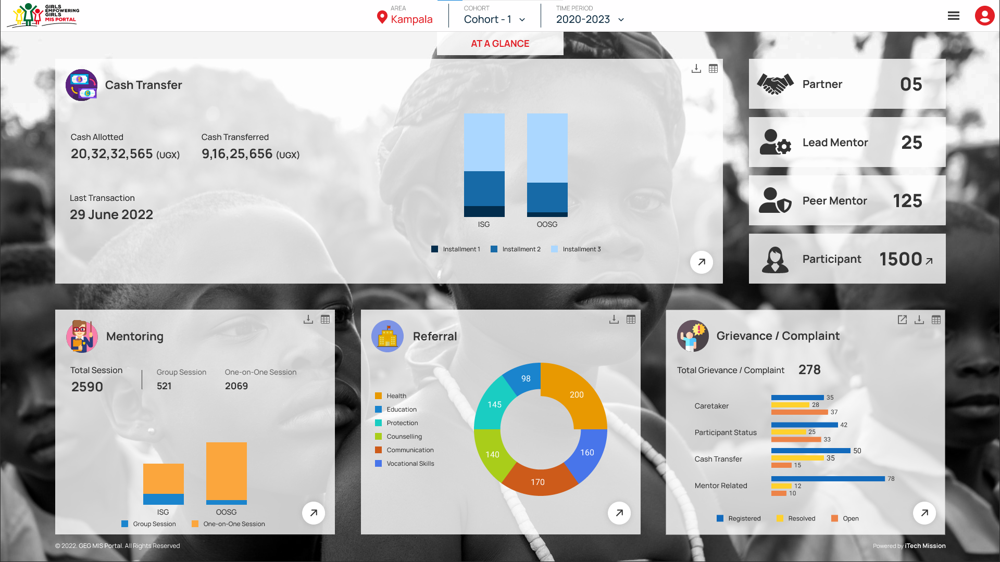 GIRLS
EMPOWERING
GIRLS
MIS PORTAL
AREA
Kampala
COHORT
Cohort - 1
TIME PERIOD
2020-2023
AT A GLANCE
Cash Transfer
Cash Allotted
20,32,32,565 (UGX)
Cash Transferred
9,16,25,656 (UGX)
Last Transaction
29 June 2022
ISG
OOSG
Installment 1
Installment 2
Installment 3
Partner
05
Lead Mentor
25
Peer Mentor
125
Participant
1500
Mentoring
Total Session
2590
Group Session
521
One-on-One Session
2069
ISG
OOSG
Group Session
One-on-One Session
Referral
Health
Education
Protection
Counselling
Communication
Vocational Skills
98
200
145
140
160
170
Grievance / Complaint
Total Grievance / Complaint 278
Caretaker
35
28
37
Participant Status
42
25
33
Cash Transfer
50
35
15
Mentor Related
78
12
10
Registered
Resolved
Open
© 2022. GEG MIS Portal. All Rights Reserved
Powered by iTech Mission